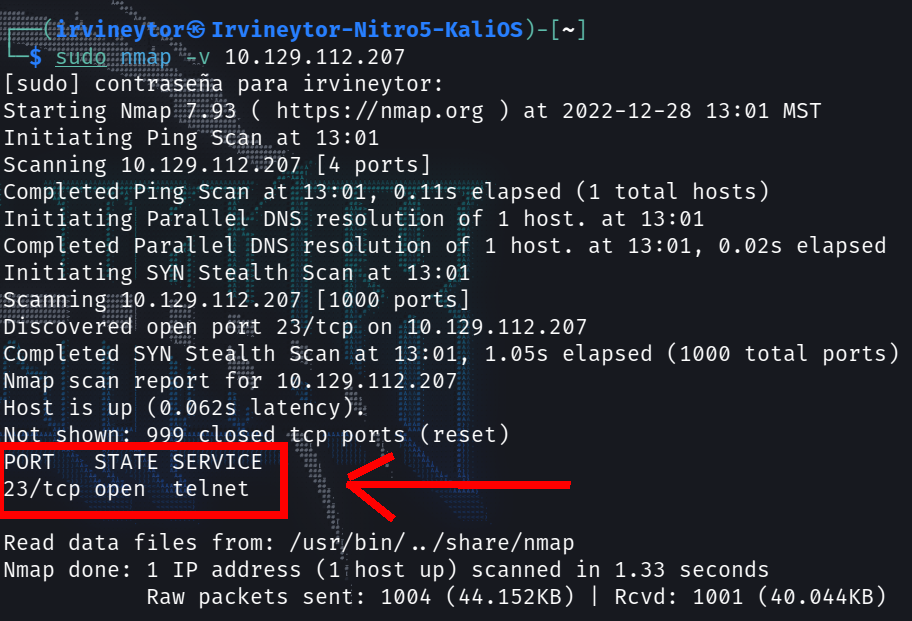 ┌──(irvineytor㉿Irvineytor-Nitro5-KaliOS)-[~]
└─$ sudo nmap -v 10.129.112.207
[sudo] contraseña para irvineytor:
Starting Nmap 7.93 ( https://nmap.org ) at 2022-12-28 13:01 MST
Initiating Ping Scan at 13:01
Scanning 10.129.112.207 [4 ports]
Completed Ping Scan at 13:01, 0.11s elapsed (1 total hosts)
Initiating Parallel DNS resolution of 1 host. at 13:01
Completed Parallel DNS resolution of 1 host. at 13:01, 0.02s elapsed
Initiating SYN Stealth Scan at 13:01
Scanning 10.129.112.207 [1000 ports]
Discovered open port 23/tcp on 10.129.112.207
Completed SYN Stealth Scan at 13:01, 1.05s elapsed (1000 total ports)
Nmap scan report for 10.129.112.207
Host is up (0.062s latency).
Not shown: 999 closed tcp ports (reset)
PORT   STATE SERVICE
23/tcp open  telnet
Read data files from: /usr/bin/../share/nmap
Nmap done: 1 IP address (1 host up) scanned in 1.33 seconds
           Raw packets sent: 1004 (44.152KB) | Rcvd: 1001 (40.044KB)